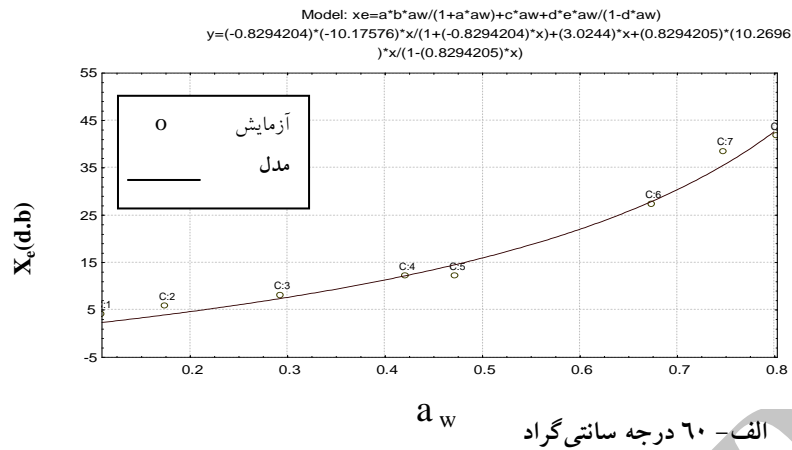 Model: xe=a*b*aw/(1+a*aw)+c*aw+d*e*aw/(1-d*aw)
y=(-0.8294204)*(-10.17576)*x/(1+(-0.8294204)*x)+(3.0244)*x+(0.8294205)*(10.2696
)*x/(1-(0.8294205)*x)
55
45
35
25
15
5
-5
X_e(d.b)
o آزمایش
مدل
C:2
C:3
C:4
C:5
C:6
C:7
0.2 0.3 0.4 0.5 0.6 0.7 0.8
a_w
الف- ٦٠ درجه سانتی‌گراد